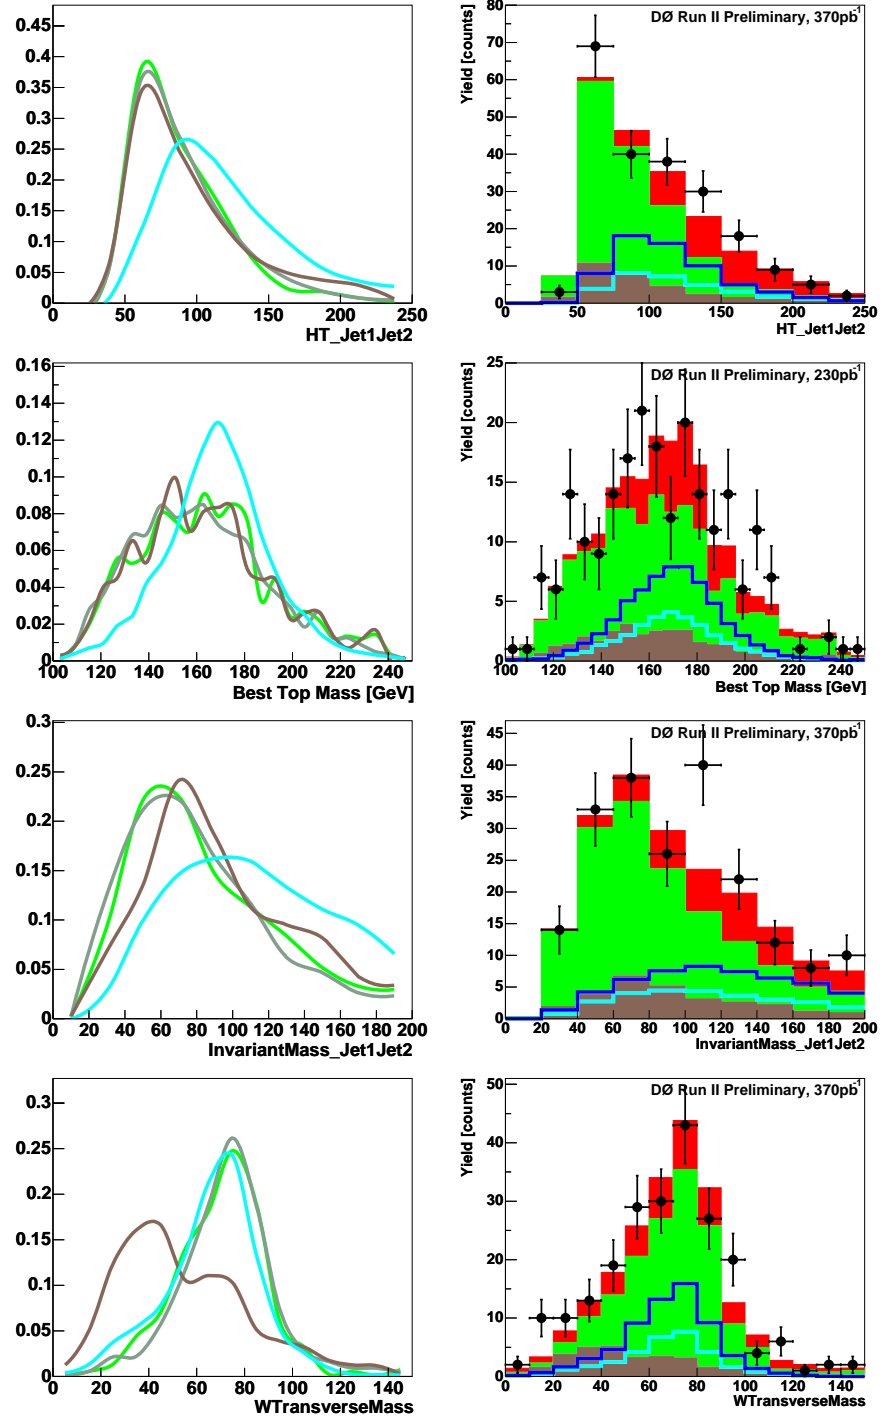 0.45
0.4
0.35
0.3
0.25
0.2
0.15
0.1
0.05
0
0 50 100 150 200 250
HT_Jet1Jet2
DØ Run II Preliminary, 370pb-1
Yield [counts]
80
70
60
50
40
30
20
10
0
0 50 100 150 200 250
HT_Jet1Jet2
0.16
0.14
0.12
0.1
0.08
0.06
0.04
0.02
0
100 120 140 160 180 200 220 240
Best Top Mass [GeV]
DØ Run II Preliminary, 230pb-1
Yield [counts]
25
20
15
10
5
0
100 120 140 160 180 200 220 240
Best Top Mass [GeV]
0.3
0.25
0.2
0.15
0.1
0.05
0
0 20 40 60 80 100 120 140 160 180 200
InvariantMass_Jet1Jet2
DØ Run II Preliminary, 370pb-1
Yield [counts]
45
40
35
30
25
20
15
10
5
0
0 20 40 60 80 100 120 140 160 180 200
InvariantMass_Jet1Jet2
0.3
0.25
0.2
0.15
0.1
0.05
0
0 20 40 60 80 100 120 140
WTransverseMass
DØ Run II Preliminary, 370pb-1
Yield [counts]
50
40
30
20
10
0
0 20 40 60 80 100 120 140
WTransverseMass